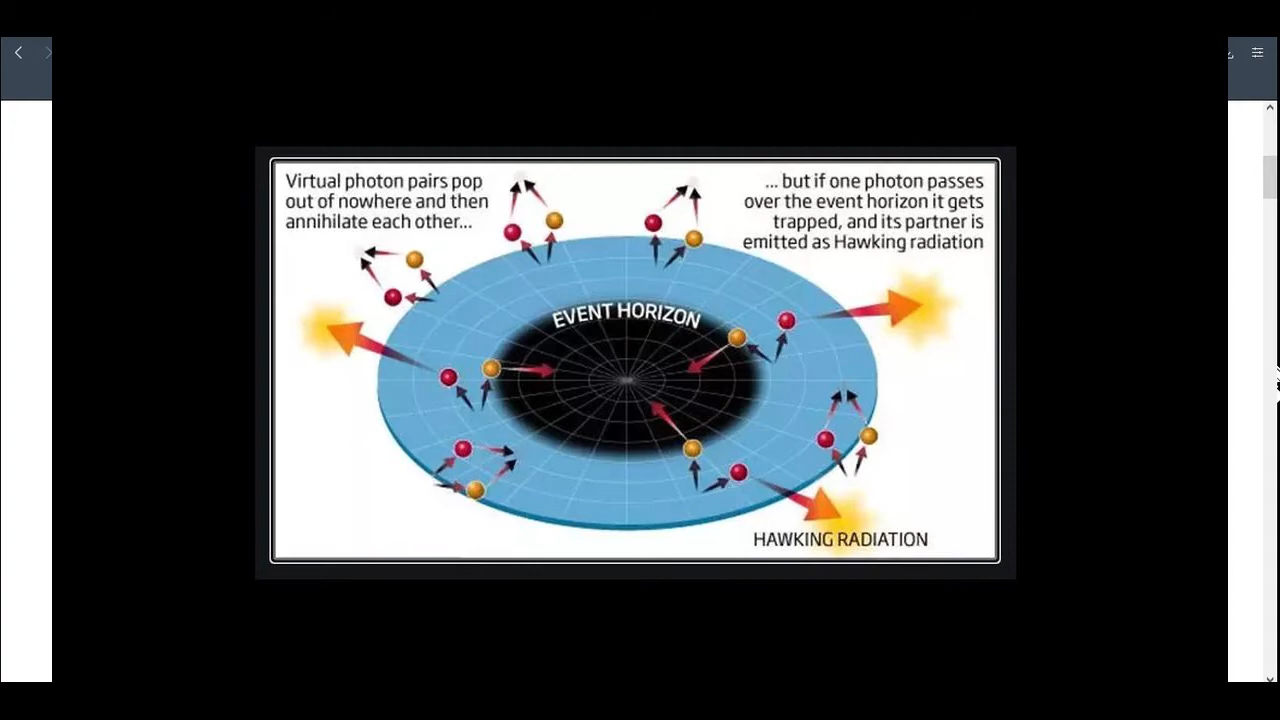 Virtual photon pairs pop
out of nowhere and then
annihilate each other...
... but if one photon passes
over the event horizon it gets
trapped, and its partner is
emitted as Hawking radiation
EVENT HORIZON
HAWKING RADIATION